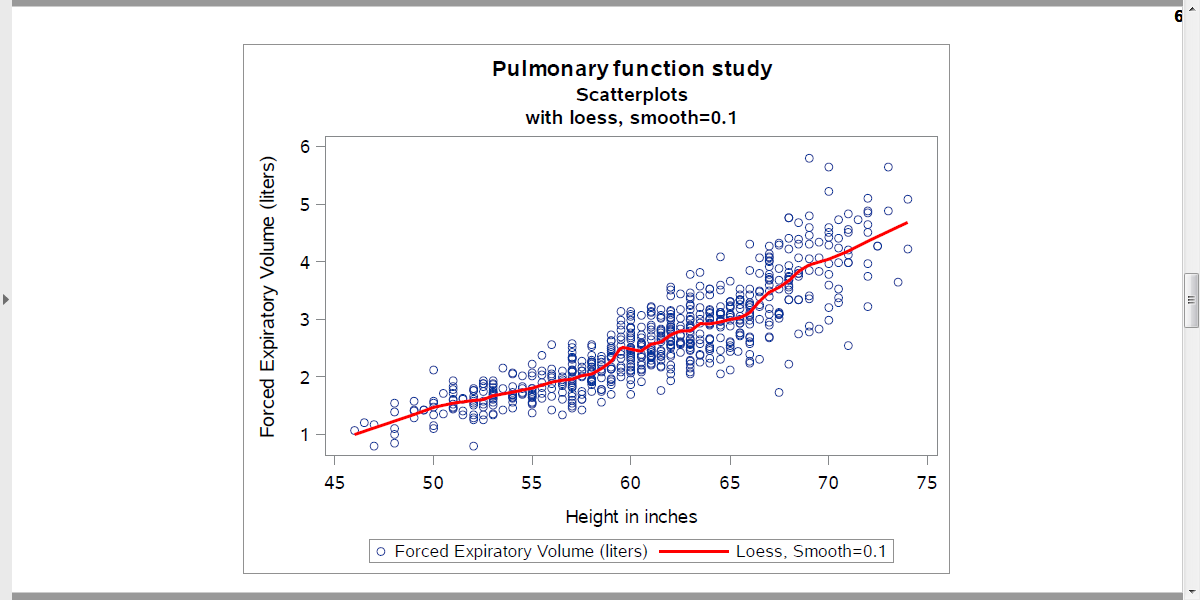 6
Pulmonary function study
Scatterplots
with loess, smooth=0.1
Forced Expiratory Volume (liters)
6
5
4
3
2
1
45 50 55 60 65 70 75
Height in inches
Forced Expiratory Volume (liters) Loess, Smooth=0.1